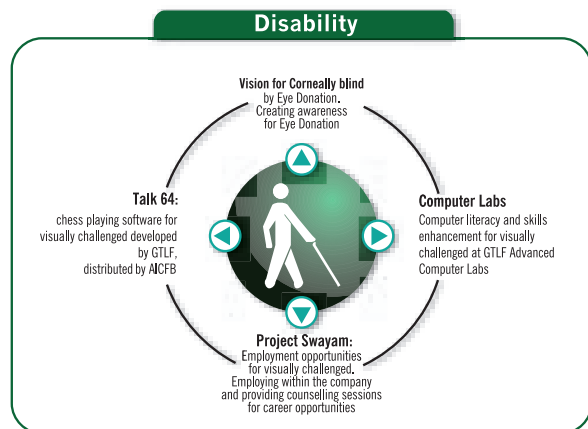 Disability
Vision for Corneally blind
by Eye Donation.
Creating awareness
for Eye Donation
Talk 64:
chess playing software for
visually challenged developed
by GTLF,
distributed by AICFB
Computer Labs
Computer literacy and skills
enhancement for visually
challenged at GTLF Advanced
Computer Labs
Project Swayam:
Employment opportunities
for visually challenged.
Employing within the company
and providing counselling sessions
for career opportunities